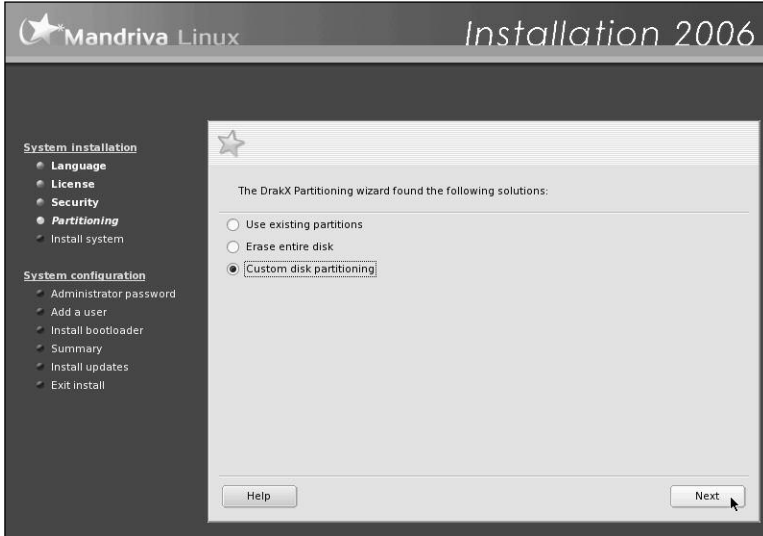 Mandriva Linux
Installation 2006
System installation
Language
License
Security
Partitioning
Install system
System configuration
Administrator password
Add a user
Install bootloader
Summary
Install updates
Exit install
The DrakX Partitioning wizard found the following solutions:
Use existing partitions
Erase entire disk
Custom disk partitioning
Help
Next